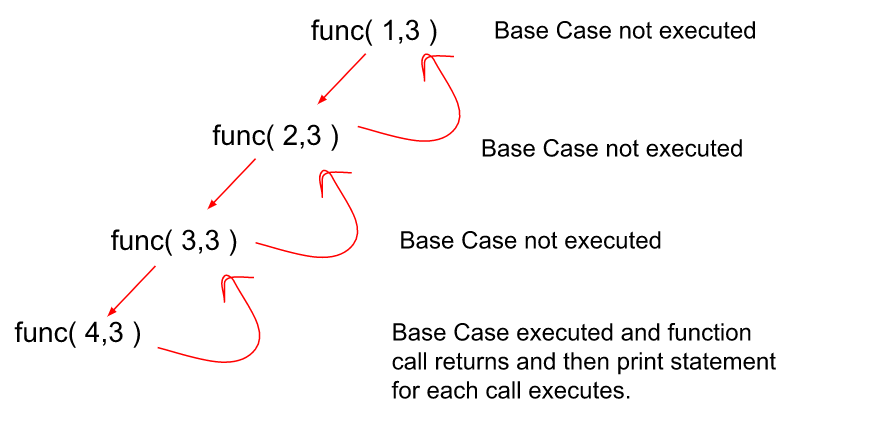 func( 1,3 )
Base Case not executed
func( 2,3 )
Base Case not executed
func( 3,3 )
Base Case not executed
func( 4,3 )
Base Case executed and function
call returns and then print statement
for each call executes.